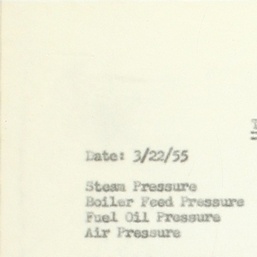 Date: 3/22/55
Steam Pressure
Boiler Feed Pressure
Fuel Oil Pressure
Air Pressure